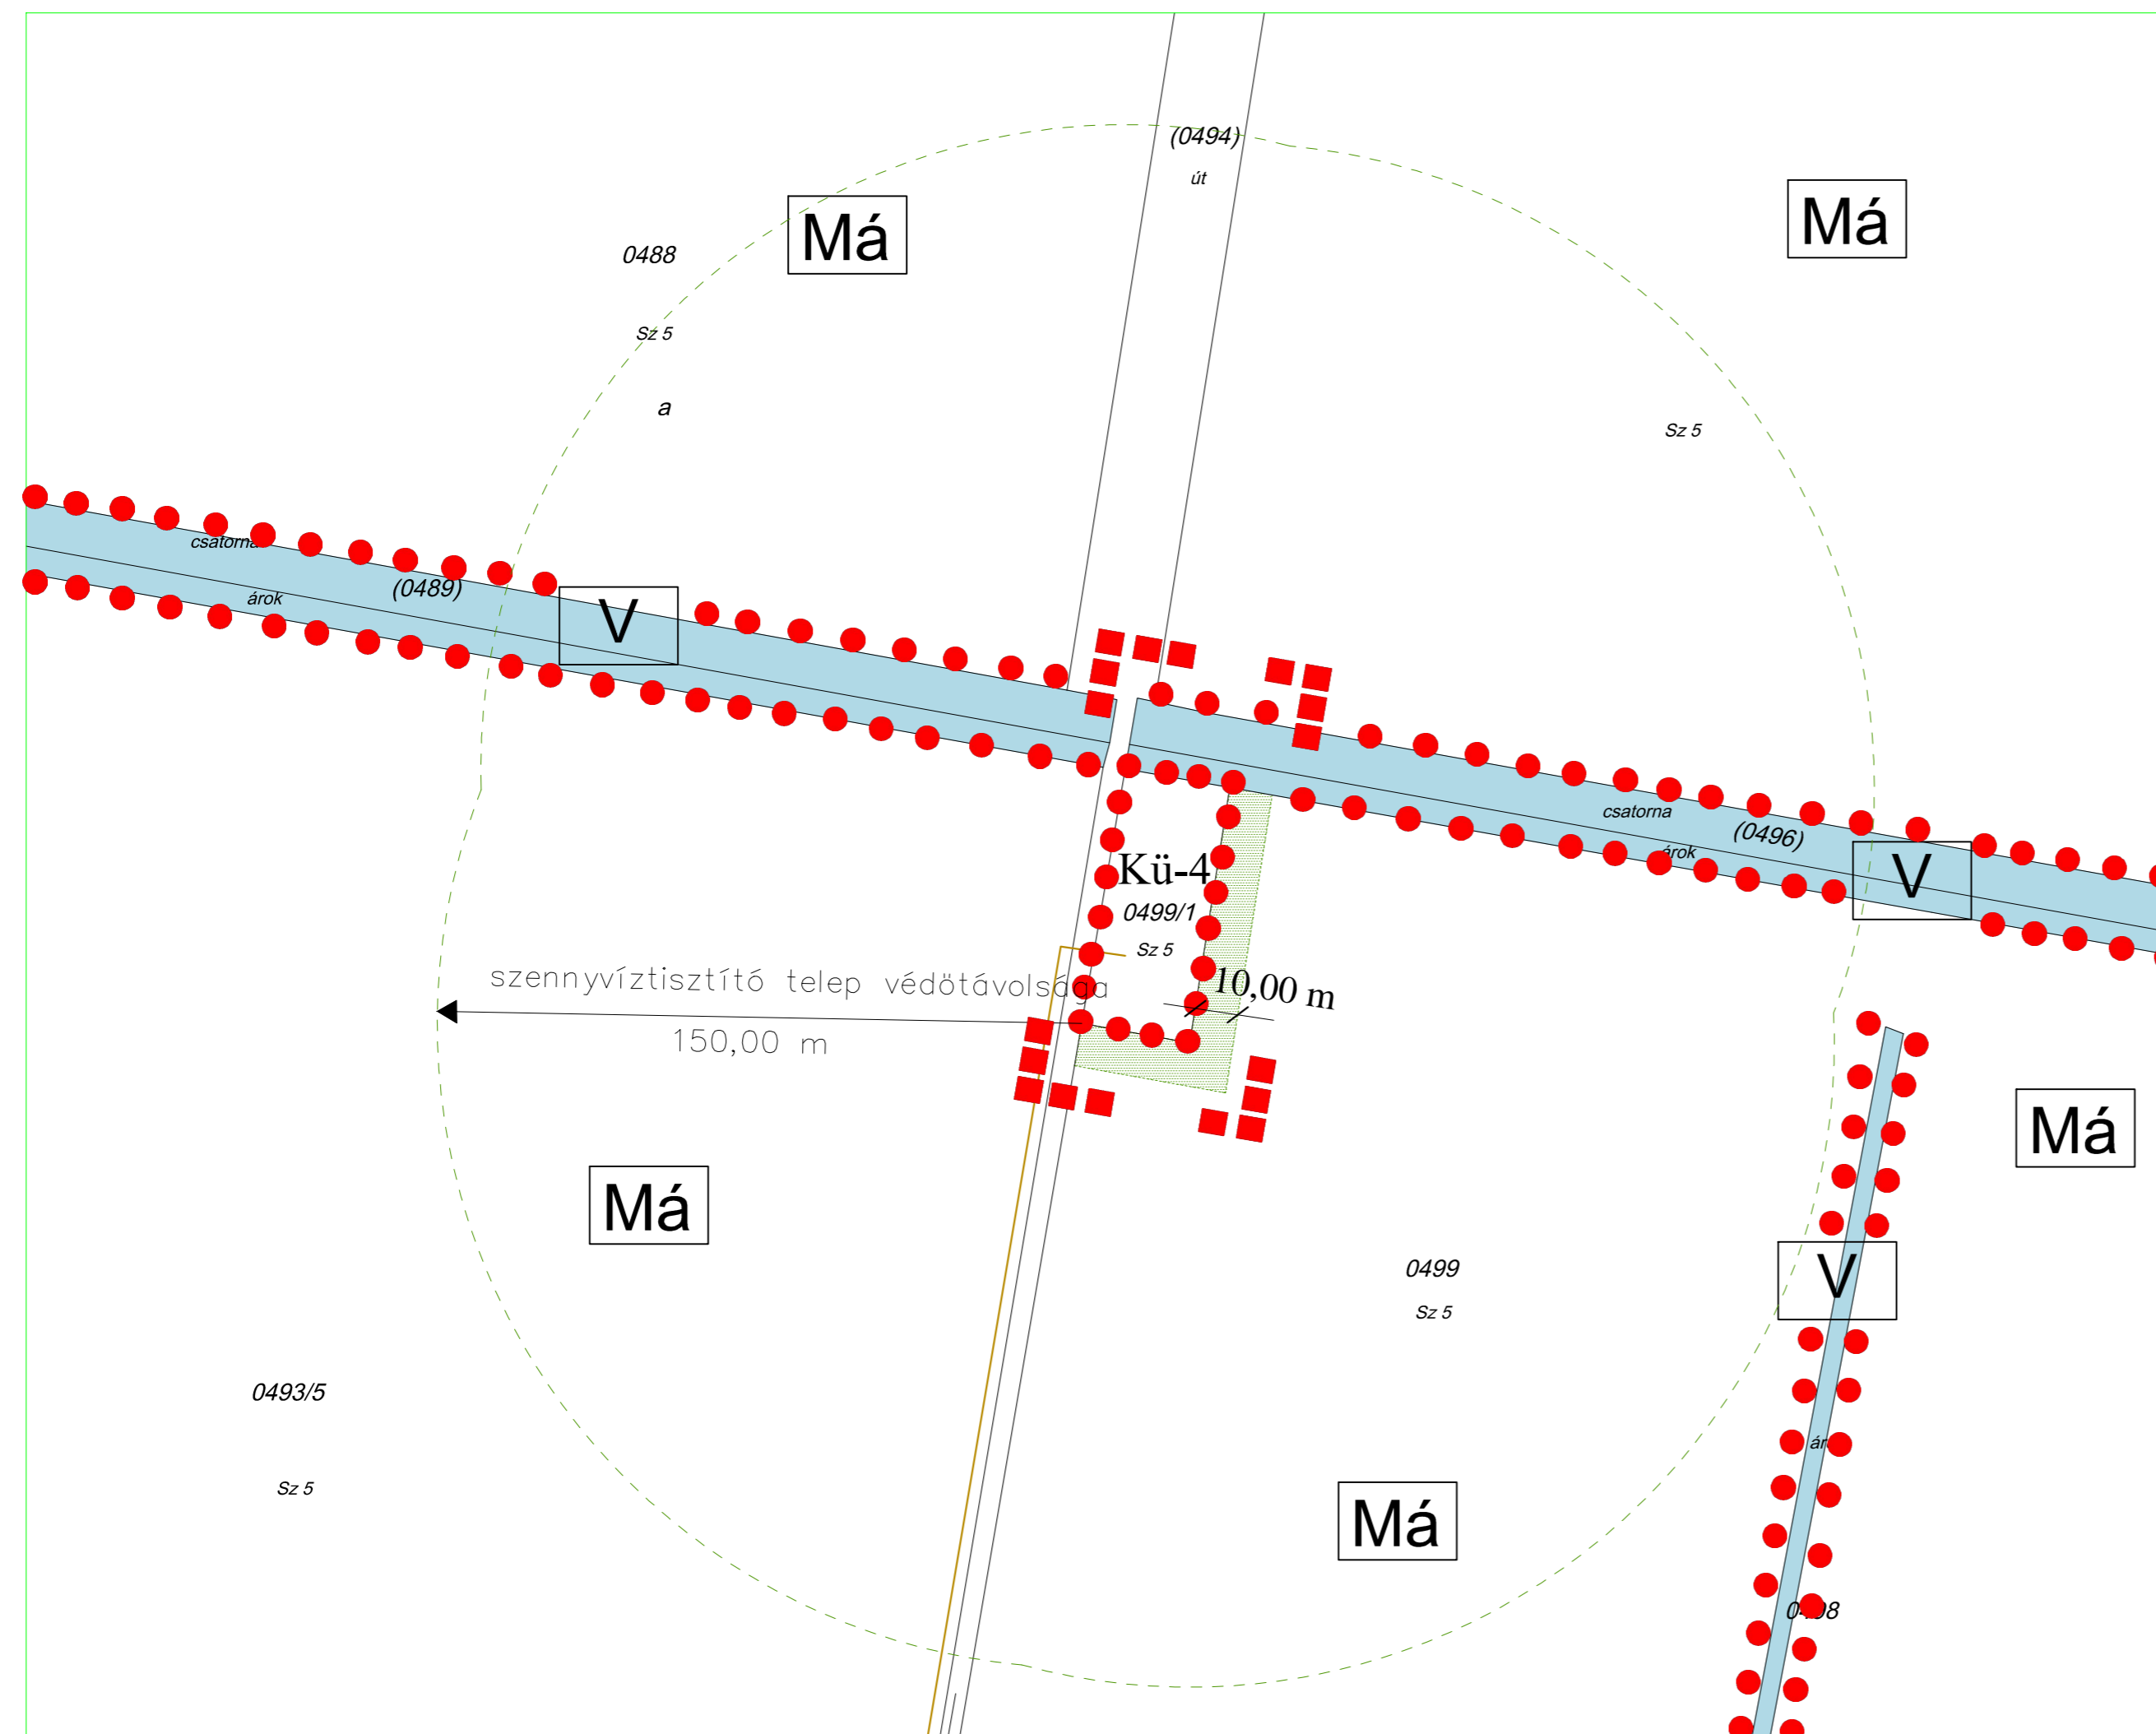 (0494)
út
Má
Má
0488
Sz 5
a
Sz 5
csatorna
(0489)
árok
V
csatorna
(0496)
árok
V
Kü-4
0499/1
Sz 5
10,00 m
szennyvíztisztító telep védötávolsága
150,00 m
Má
Má
V
0499
Sz 5
0493/5
Sz 5
Má